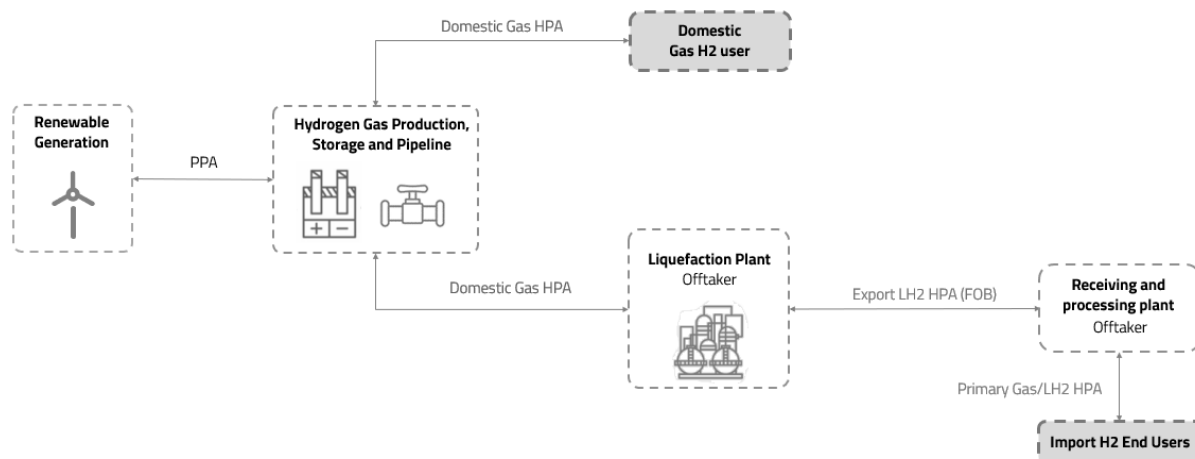 Domestic Gas HPA
Domestic
Gas H2 user
Renewable
Generation
PPA
Hydrogen Gas Production,
Storage and Pipeline
+ −
Domestic Gas HPA
Liquefaction Plant
Offtaker
Export LH2 HPA (FOB)
Receiving and
processing plant
Offtaker
Primary Gas/LH2 HPA
Import H2 End Users